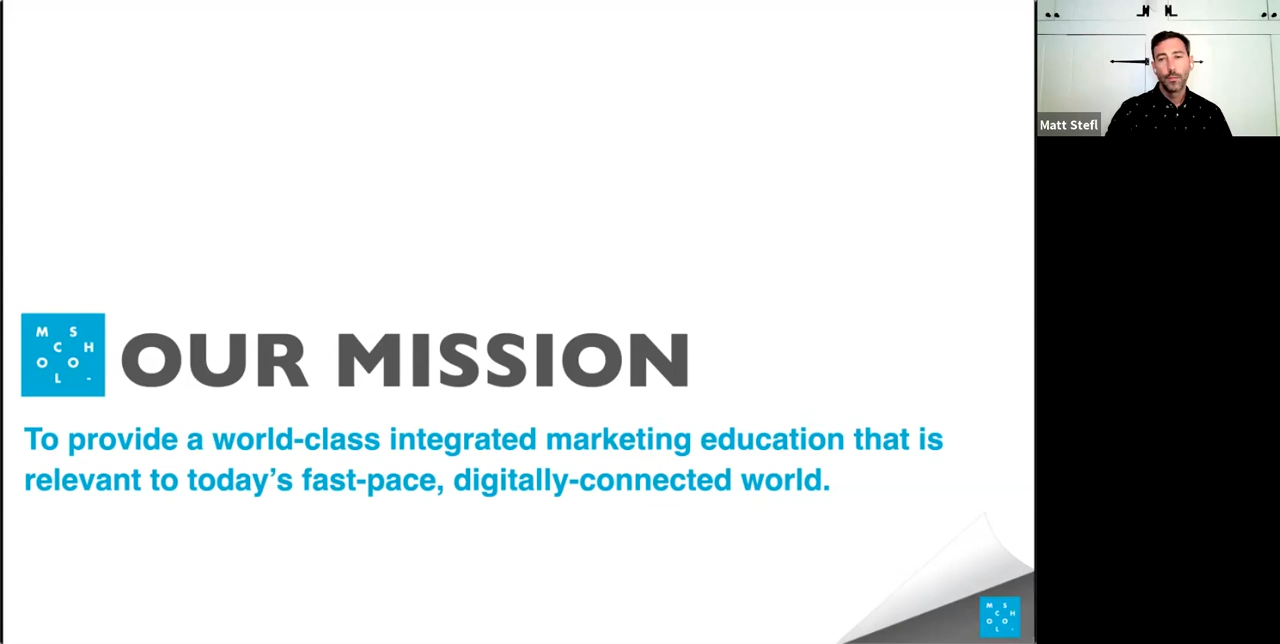 M S
C H
O O
L -
OUR MISSION
To provide a world-class integrated marketing education that is
relevant to today's fast-pace, digitally-connected world.
Matt Stefl
M S
C H
O O
L -